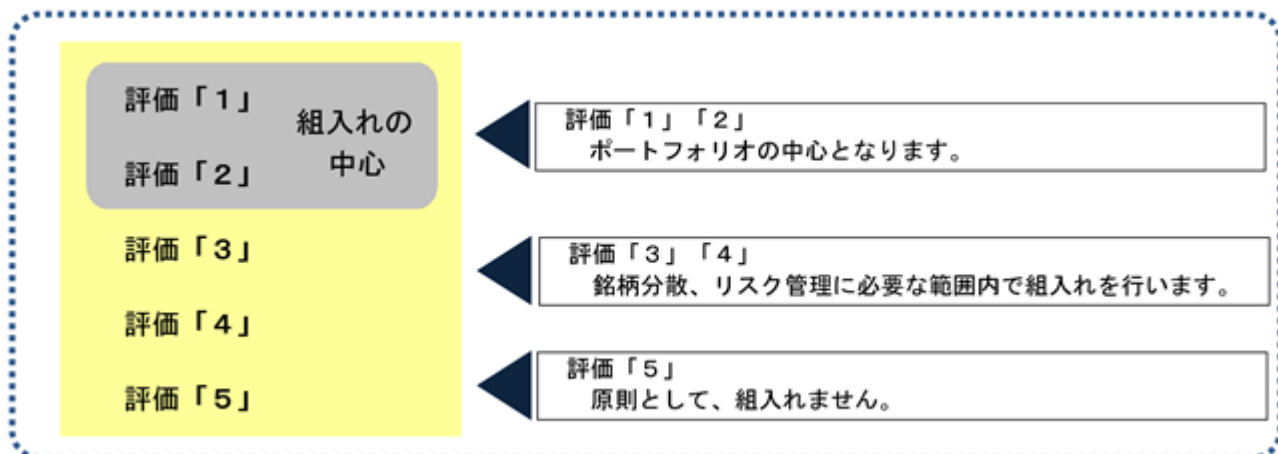 評価「１」
評価「２」
組入れの
中心
評価「３」
評価「４」
評価「５」
評価「１」「２」
ポートフォリオの中心となります。
評価「３」「４」
銘柄分散、リスク管理に必要な範囲内で組入れを行います。
評価「５」
原則として、組入れません。